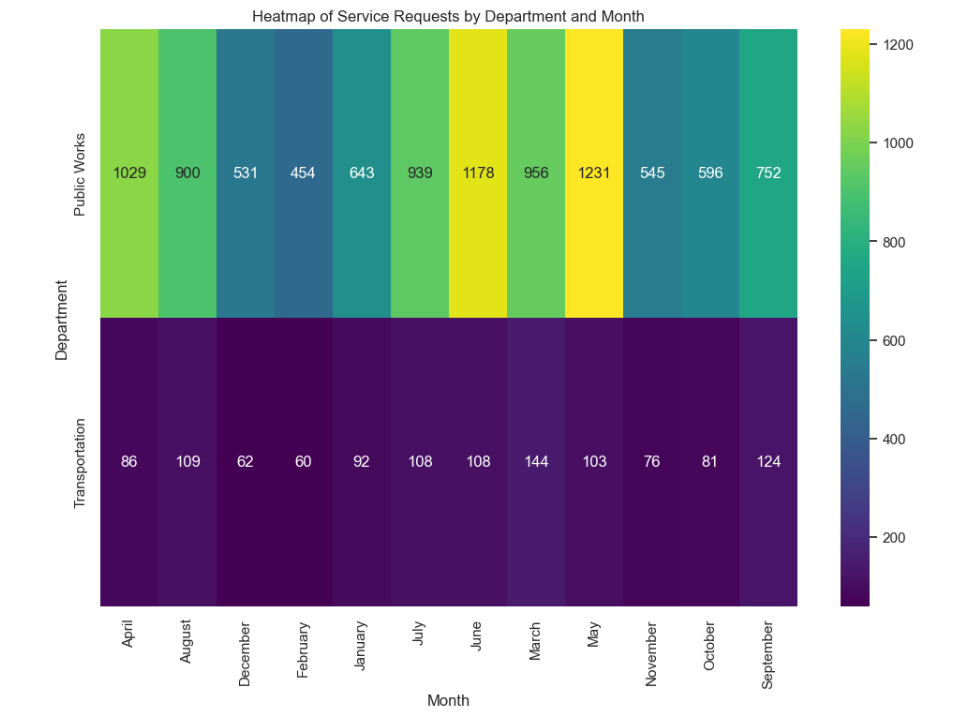 Heatmap of Service Requests by Department and Month
Department
Public Works
1029 900 531 454 643 939 1178 956 1231 545 596 752
Transportation
86 109 62 60 92 108 108 144 103 76 81 124
April August December February January July June March May November October September
Month
1200
1000
800
600
400
200